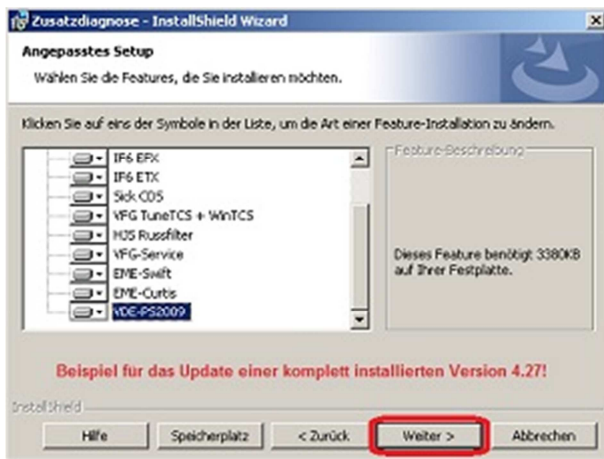 Zusatzdiagnose - InstallShield Wizard
Angepasstes Setup
Wählen Sie die Features, die Sie installieren möchten.
Klicken Sie auf eins der Symbole in der Liste, um die Art einer Feature-Installation zu ändern.
IF6 EFX
IF6 ETX
Sick CDS
VFG TuneTCS + WinTCS
HJS Russfilter
VFG-Service
EME-Swift
EME-Curtis
VDE-PS2009
Feature-Beschreibung
Dieses Feature benötigt 3380KB
auf Ihrer Festplatte.
Beispiel für das Update einer komplett installierten Version 4.27!
InstallShield
Hilfe
Speicherplatz
< Zurück
Weiter >
Abbrechen